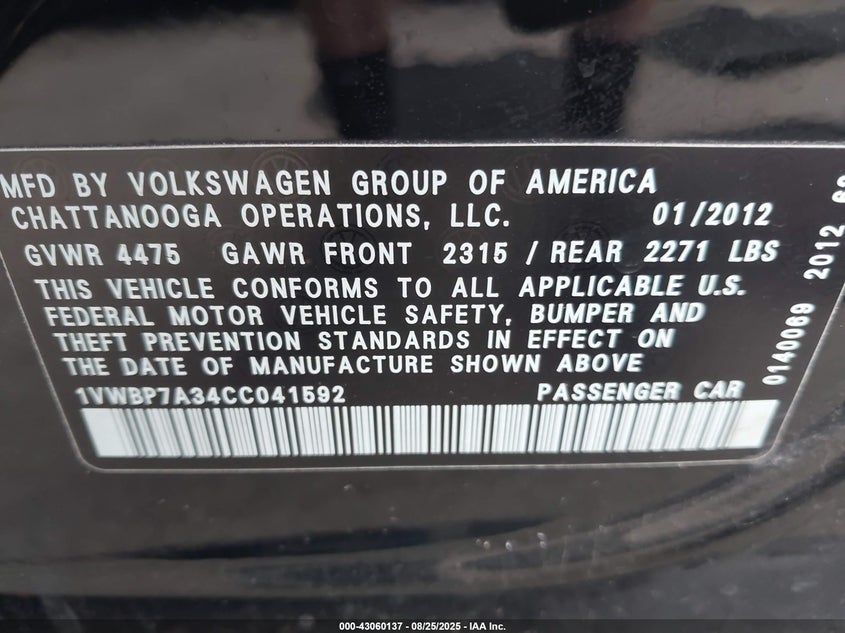 MFD BY VOLKSWAGEN GROUP OF AMERICA
CHATTANOOGA OPERATIONS, LLC. 01/2012
GVWR 4475 GAWR FRONT 2315 / REAR 2271 LBS
THIS VEHICLE CONFORMS TO ALL APPLICABLE U.S.
FEDERAL MOTOR VEHICLE SAFETY, BUMPER AND
THEFT PREVENTION STANDARDS IN EFFECT ON
THE DATE OF MANUFACTURE SHOWN ABOVE
1VWBP7A34CC041592 PASSENGER CAR
0140069 2012
000-43060137 - 08/25/2025 - IAA Inc.